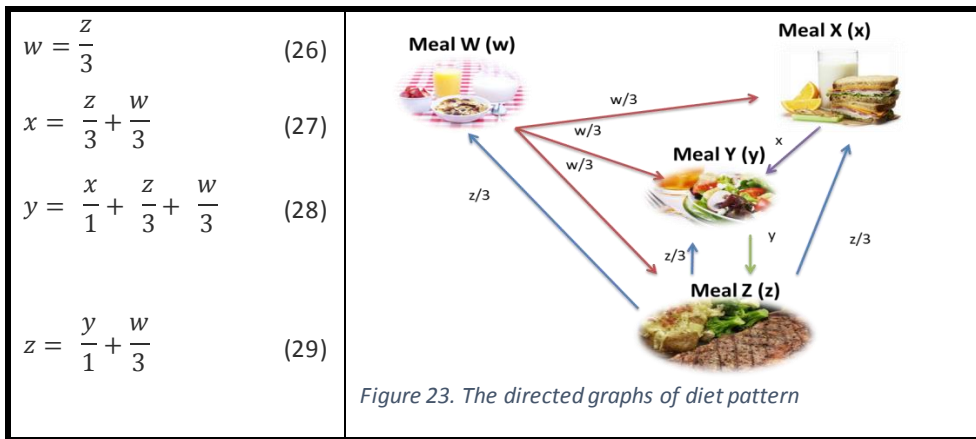 w = z/3 (26)
x = z/3 + w/3 (27)
y = x/1 + z/3 + w/3 (28)
z = y/1 + w/3 (29)
Meal W (w)
Meal X (x)
w/3
w/3
w/3
x
Meal Y (y)
z/3
y
z/3
z/3
Meal Z (z)
Figure 23. The directed graphs of diet pattern